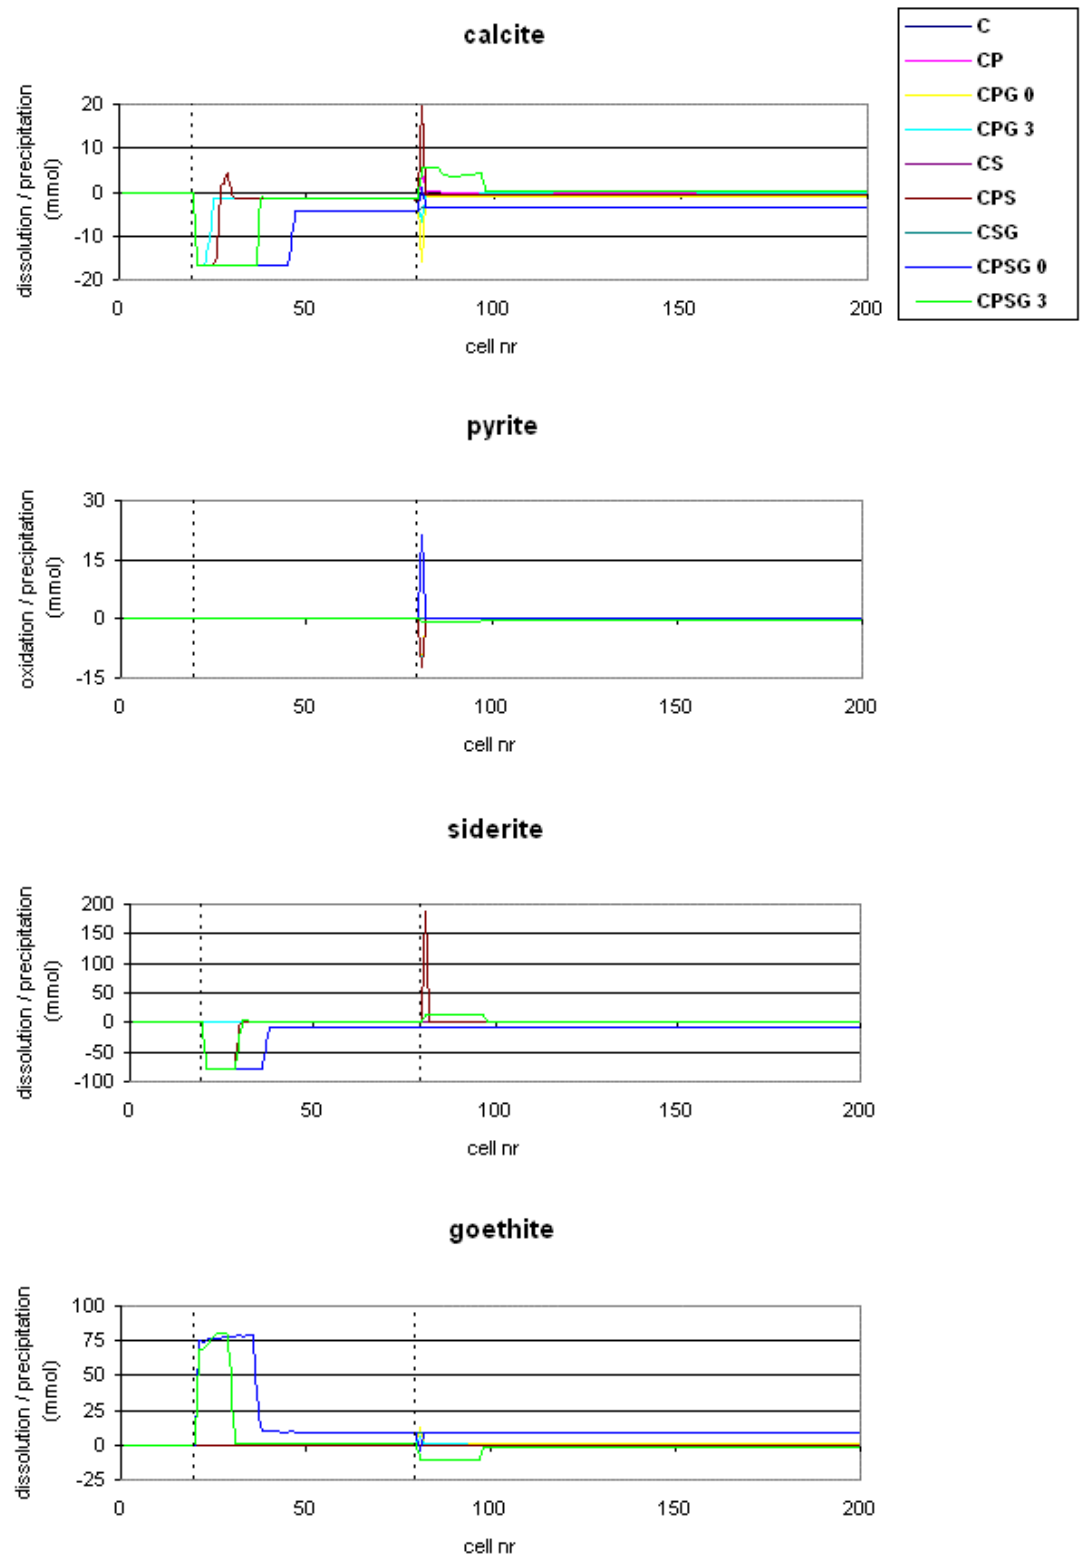 calcite
C
CP
CPG 0
CPG 3
CS
CPS
CSG
CPSG 0
CPSG 3
dissolution / precipitation
(mmol)
20
10
0
-10
-20
0
50
100
150
200
cell nr
pyrite
oxidation / precipitation
(mmol)
30
15
0
-15
0
50
100
150
200
cell nr
siderite
dissolution / precipitation
(mmol)
200
150
100
50
0
-50
-100
0
50
100
150
200
cell nr
goethite
dissolution / precipitation
(mmol)
100
75
50
25
0
-25
0
50
100
150
200
cell nr